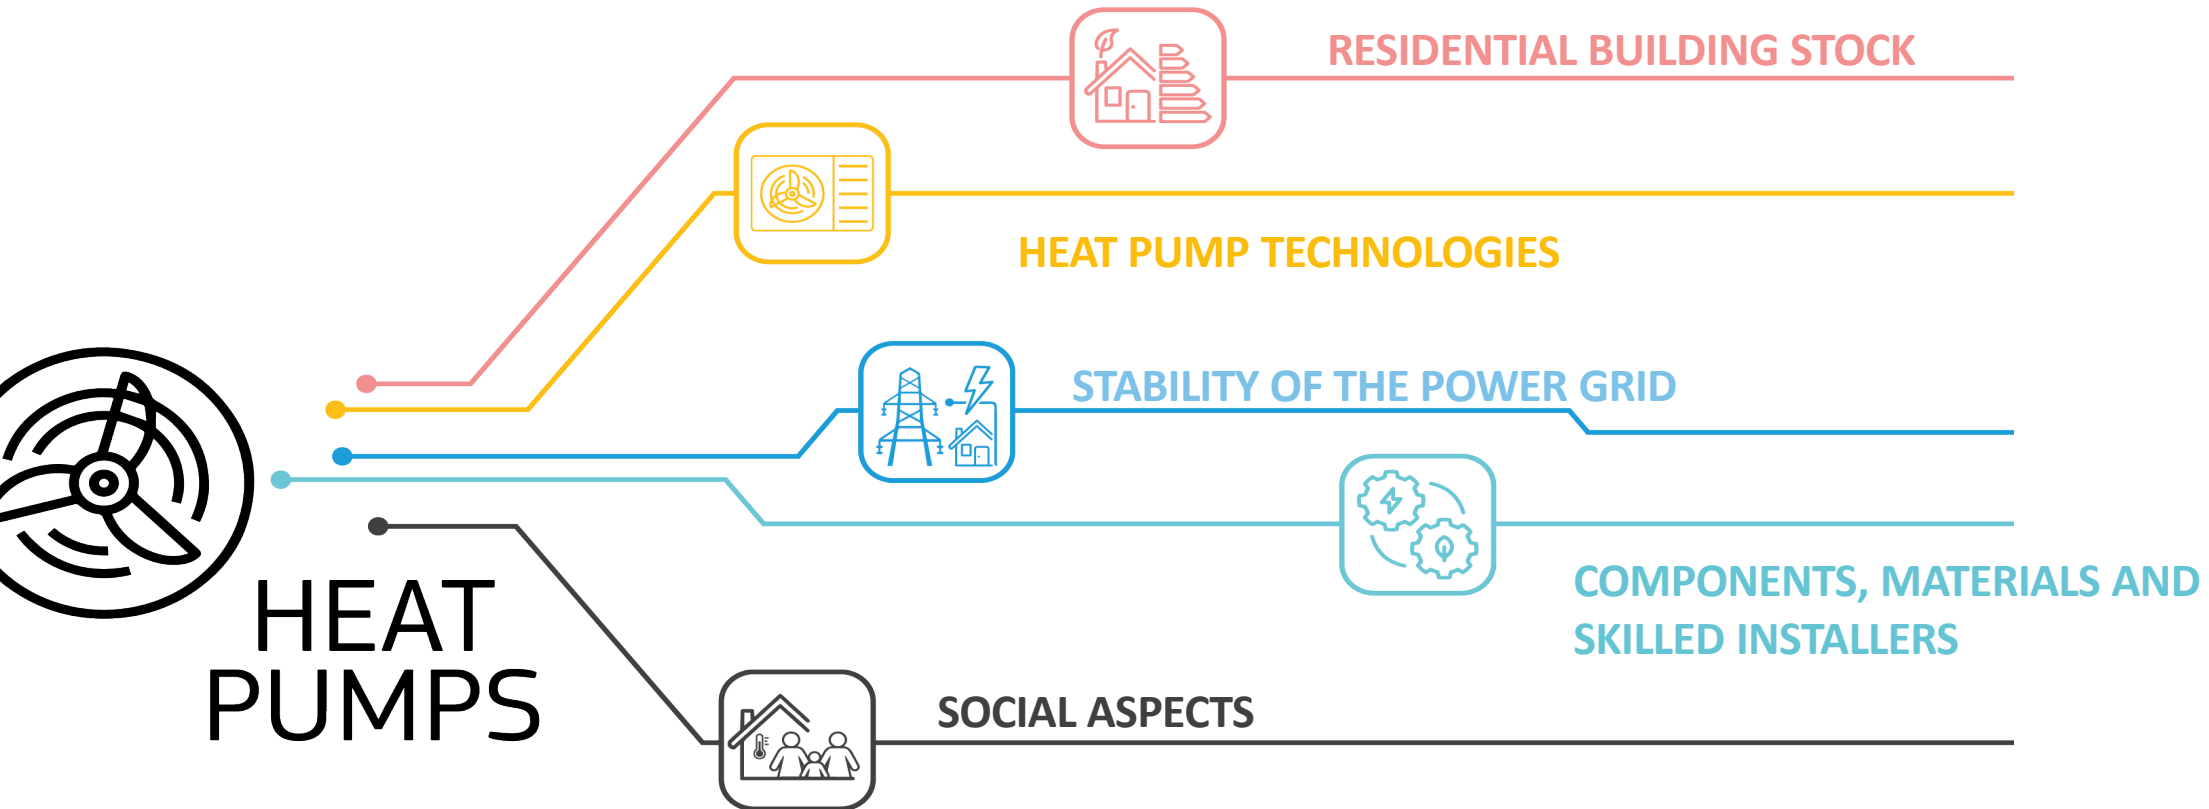 RESIDENTIAL BUILDING STOCK
HEAT PUMP TECHNOLOGIES
STABILITY OF THE POWER GRID
COMPONENTS, MATERIALS AND
SKILLED INSTALLERS
HEAT
PUMPS
SOCIAL ASPECTS